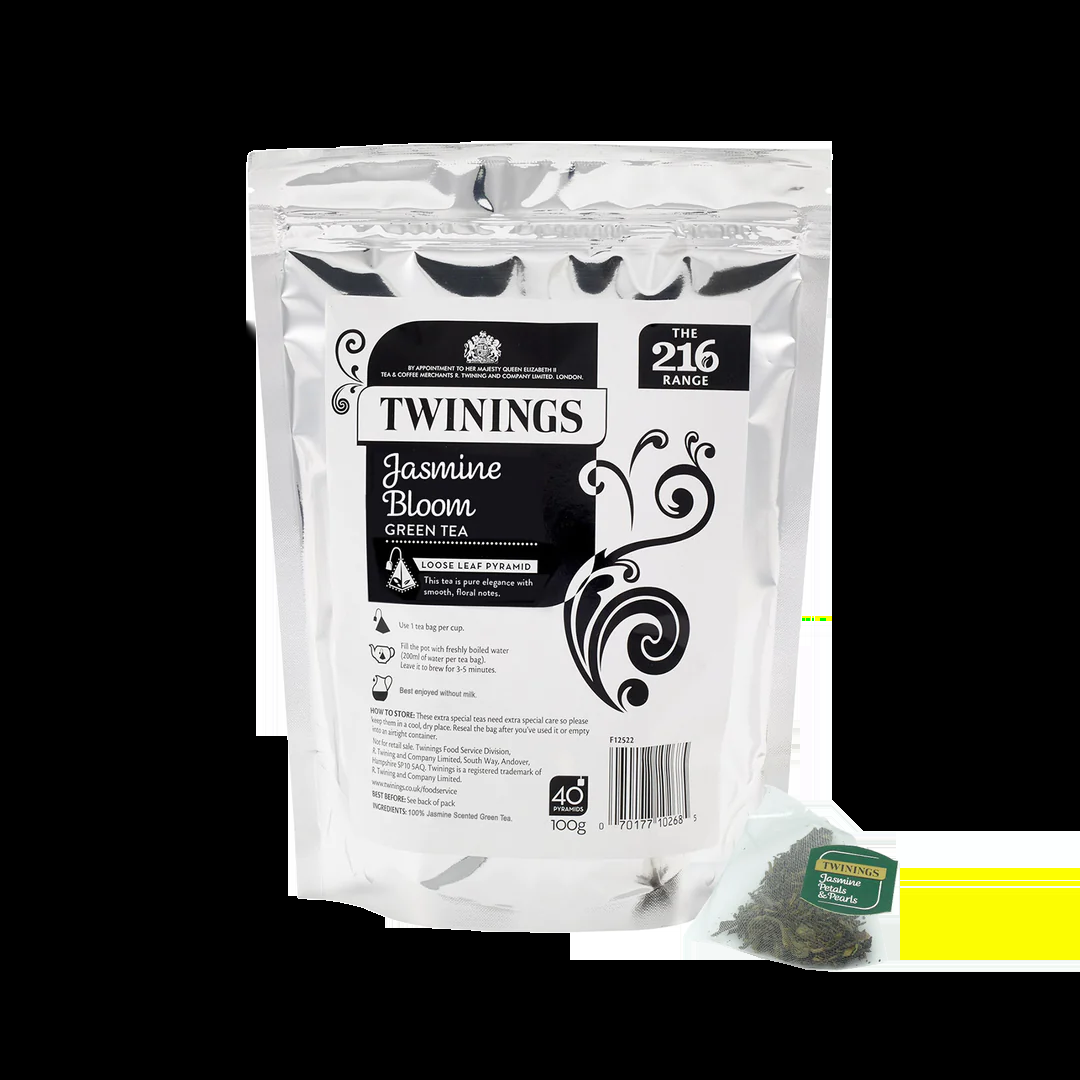 BY APPOINTMENT TO HER MAJESTY QUEEN ELIZABETH II
TEA & COFFEE MERCHANTS R. TWINING AND COMPANY LIMITED. LONDON.
THE
216
RANGE
TWININGS
Jasmine
Bloom
GREEN TEA
LOOSE LEAF PYRAMID
This tea is pure elegance with
smooth, floral notes.
Use 1 tea bag per cup.
Fill the pot with freshly boiled water
(200ml of water per tea bag).
Leave it to brew for 3-5 minutes.
Best enjoyed without milk.
HOW TO STORE: These extra special teas need extra special care so please
keep them in a cool, dry place. Reseal the bag after you've used it or empty
into an airtight container.
Not for retail sale. Twinings Food Service Division,
R. Twining and Company Limited, South Way, Andover,
Hampshire SP10 5AQ. Twinings is a registered trademark of
R. Twining and Company Limited.
www.twinings.co.uk/foodservice
BEST BEFORE: See back of pack
INGREDIENTS: 100% Jasmine Scented Green Tea.
40
PYRAMIDS
100g
F12522
0 70177 10268 5
TWININGS
Jasmine
Petals
& Pearls